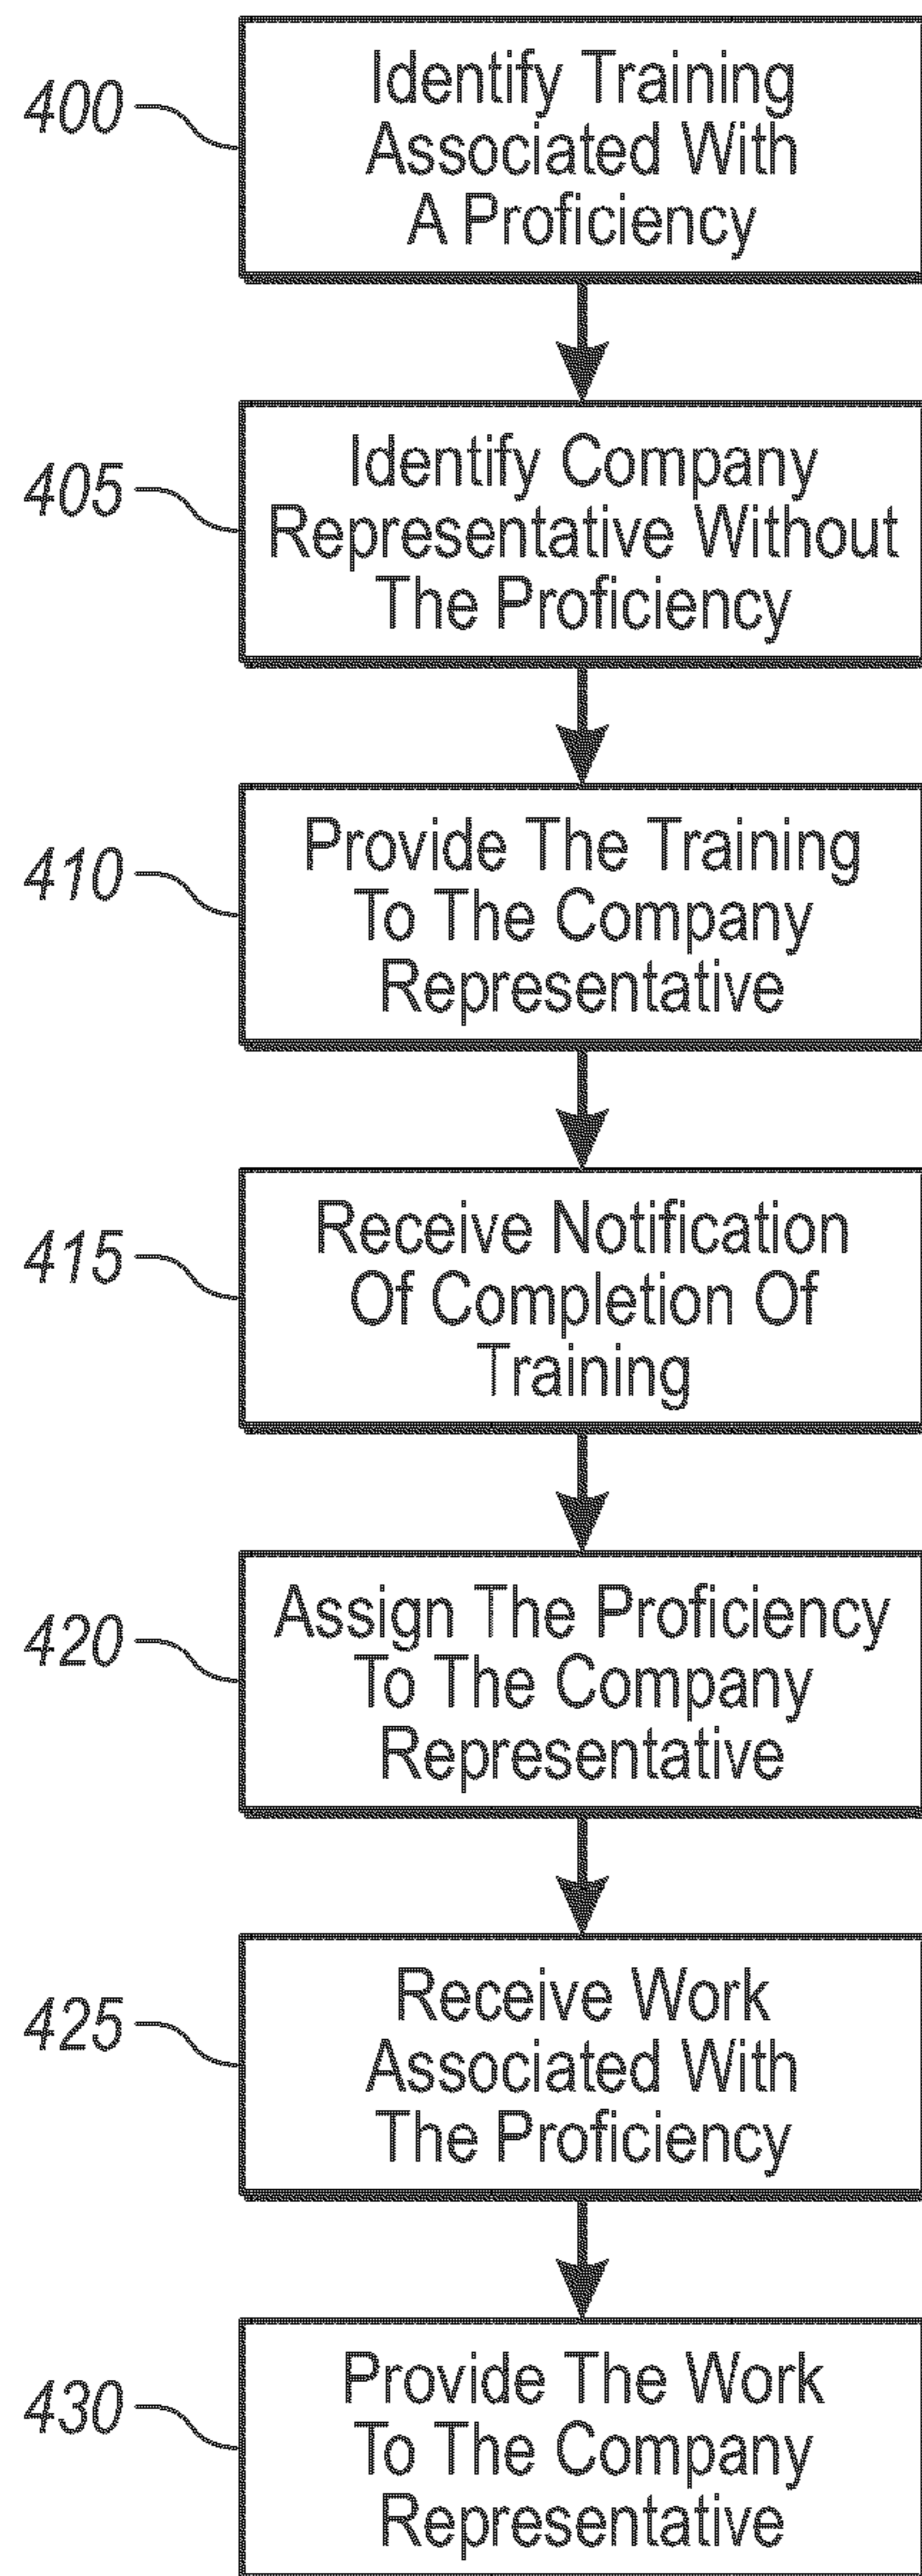 400
Identify Training
Associated With
A Proficiency
405
Identify Company
Representative Without
The Proficiency
410
Provide The Training
To The Company
Representative
415
Receive Notification
Of Completion Of
Training
420
Assign The Proficiency
To The Company
Representative
425
Receive Work
Associated With
The Proficiency
430
Provide The Work
To The Company
Representative